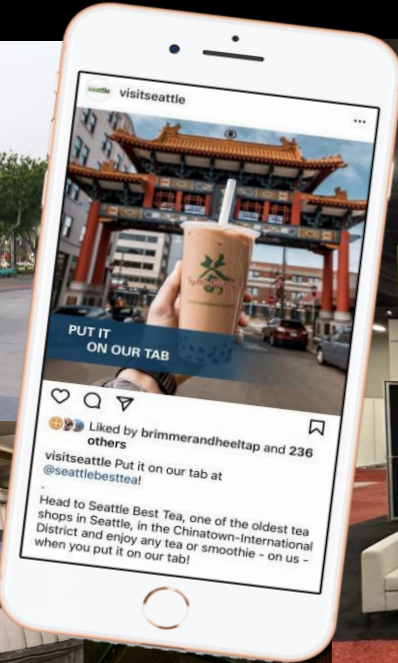 seattle
visitseattle
PUT IT
ON OUR TAB
Liked by brimmerandheeltap and 236
others
visitseattle Put it on our tab at
@seattlebesttea!
.
Head to Seattle Best Tea, one of the oldest tea
shops in Seattle, in the Chinatown-International
District and enjoy any tea or smoothie - on us -
when you put it on our tab!